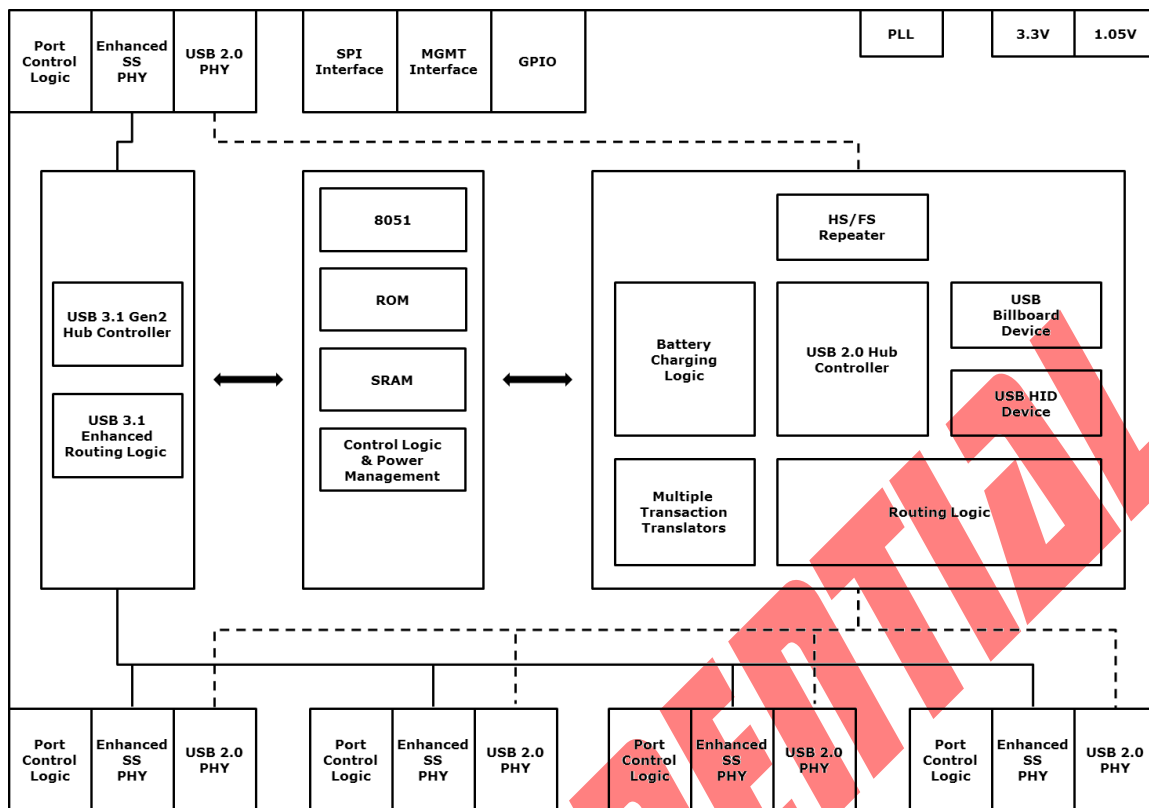 Port
Control
Logic
Enhanced
SS
PHY
USB 2.0
PHY
SPI
Interface
MGMT
Interface
GPIO
PLL
3.3V
1.05V
USB 3.1 Gen2
Hub Controller
USB 3.1
Enhanced
Routing Logic
8051
ROM
SRAM
Control Logic
& Power
Management
HS/FS
Repeater
Battery
Charging
Logic
USB 2.0 Hub
Controller
USB
Billboard
Device
USB HID
Device
Multiple
Transaction
Translators
Routing Logic
Port
Control
Logic
Enhanced
SS
PHY
USB 2.0
PHY
Port
Control
Logic
Enhanced
SS
PHY
USB 2.0
PHY
Port
Control
Logic
Enhanced
SS
PHY
USB 2.0
PHY
Port
Control
Logic
Enhanced
SS
PHY
USB 2.0
PHY